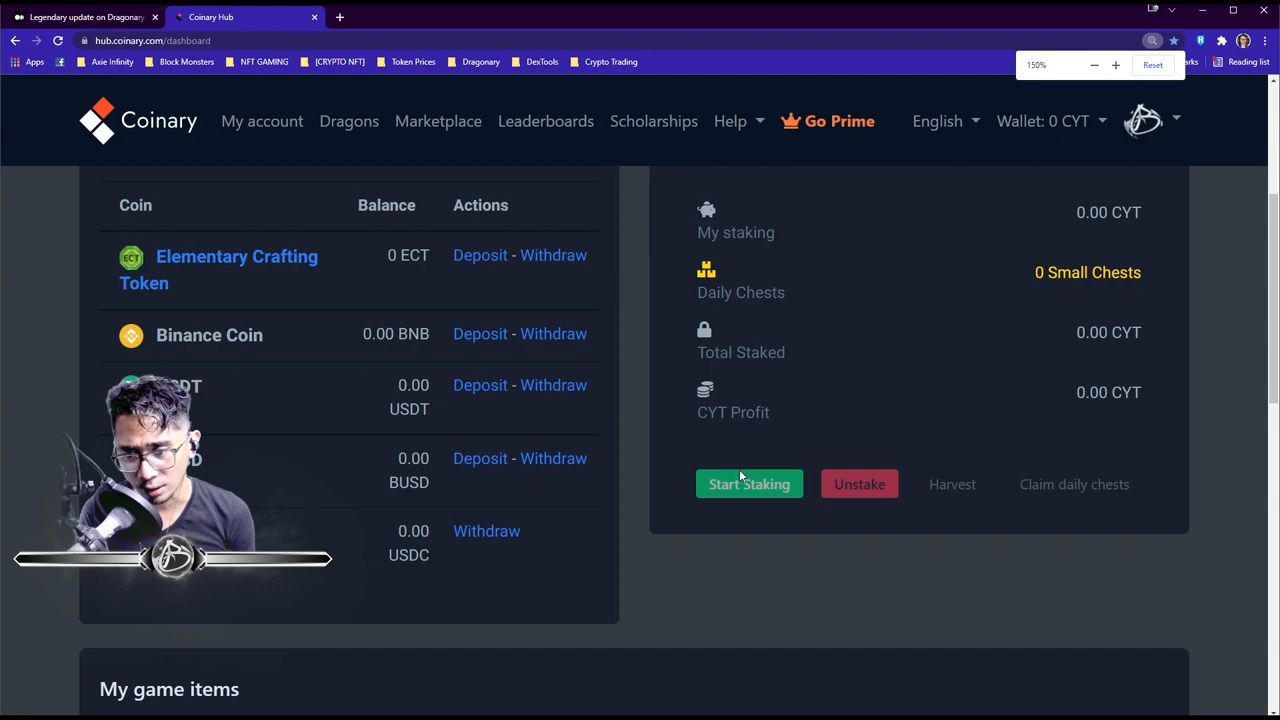 Legendary update on Dragonary
Coinary Hub
hub.coinary.com/dashboard
Apps
Axie Infinity
Block Monsters
NFT GAMING
[CRYPTO NFT]
Token Prices
Dragonary
DexTools
Crypto Trading
Reading list
150%
Reset
Coinary
My account
Dragons
Marketplace
Leaderboards
Scholarships
Help
Go Prime
English
Wallet: 0 CYT
Coin Balance Actions
Elementary Crafting 0 ECT Deposit - Withdraw
Token
Binance Coin 0.00 BNB Deposit - Withdraw
0.00 Deposit - Withdraw
USDT
0.00 Deposit - Withdraw
BUSD
0.00 Withdraw
USDC
My staking 0.00 CYT
Daily Chests 0 Small Chests
Total Staked 0.00 CYT
CYT Profit 0.00 CYT
Start Staking
Unstake
Harvest
Claim daily chests
My game items